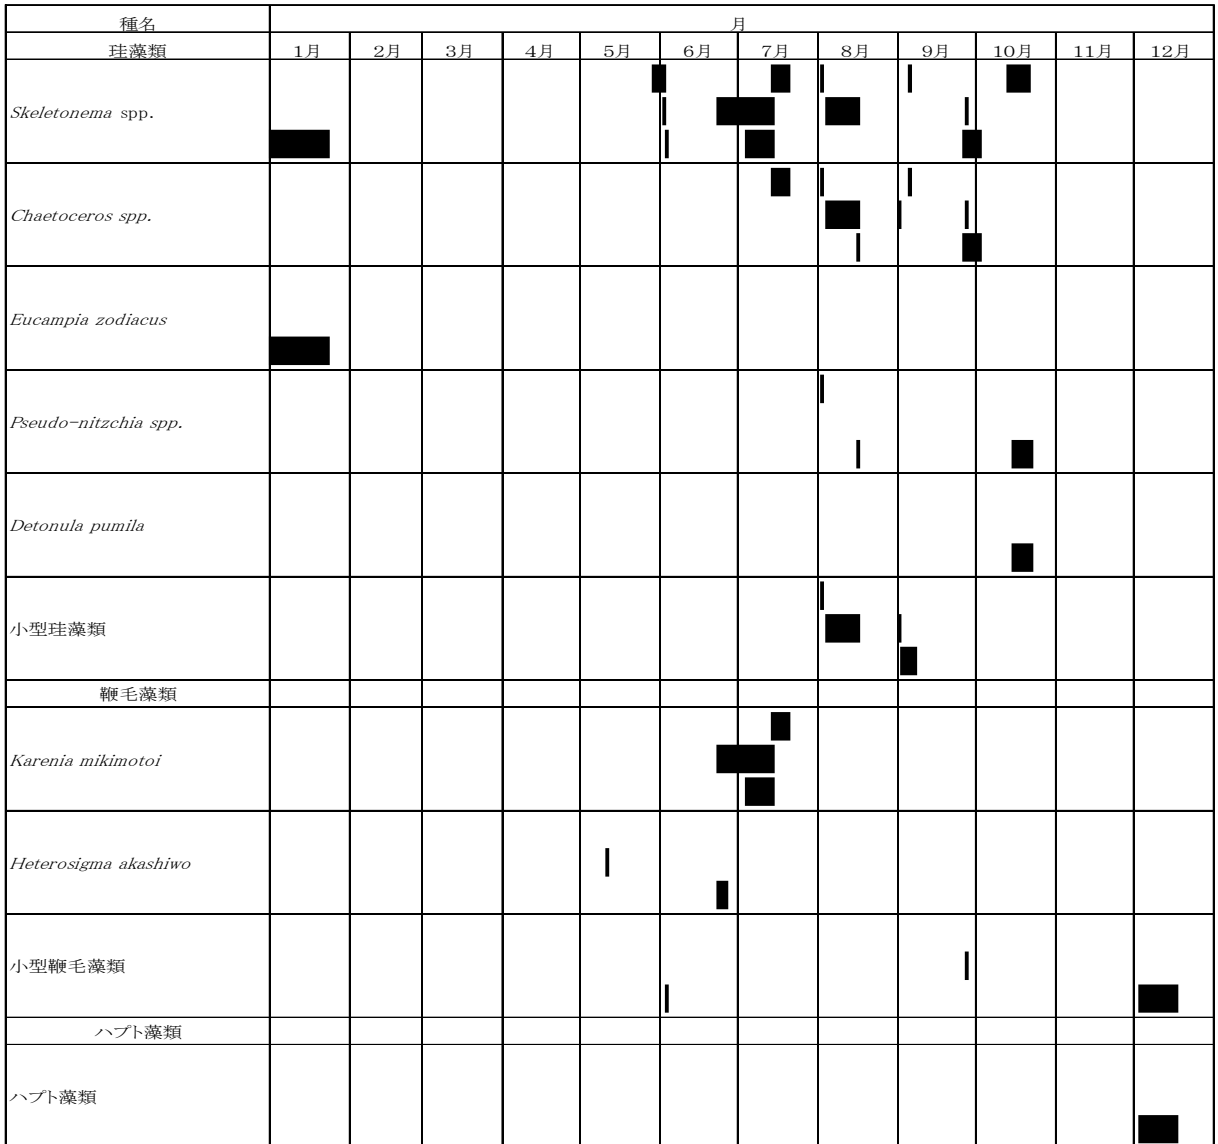 種名 月
珪藻類 1月 2月 3月 4月 5月 6月 7月 8月 9月 10月 11月 12月
Skeletonema spp.
Chaetoceros spp.
Eucampia zodiacus
Pseudo-nitzchia spp.
Detonula pumila
小型珪藻類
鞭毛藻類
Karenia mikimotoi
Heterosigma akashiwo
小型鞭毛藻類
ハプト藻類
ハプト藻類